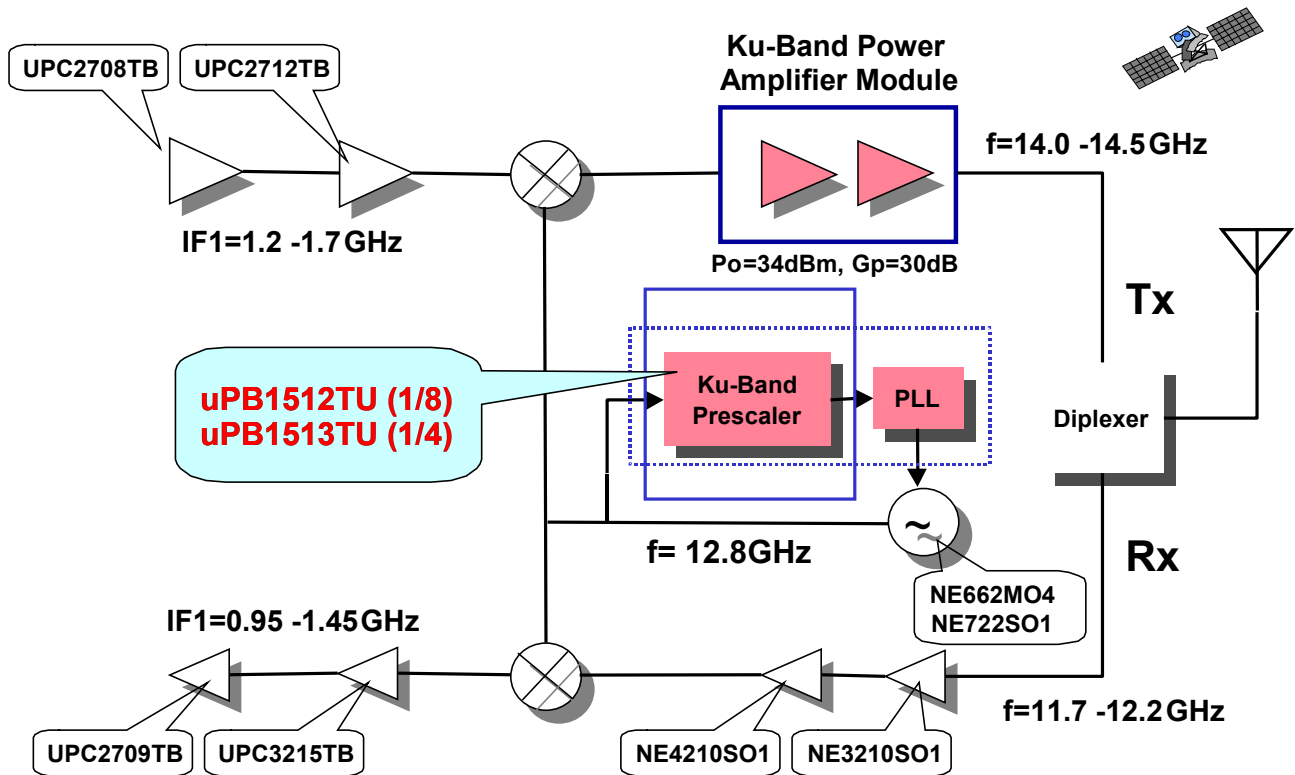 UPC2708TB
UPC2712TB
Ku-Band Power
Amplifier Module
f=14.0 -14.5GHz
IF1=1.2 -1.7GHz
Po=34dBm, Gp=30dB
Tx
uPB1512TU (1/8)
uPB1513TU (1/4)
Ku-Band
Prescaler
PLL
Diplexer
~
~
f= 12.8GHz
Rx
NE662MO4
NE722SO1
IF1=0.95 -1.45GHz
f=11.7 -12.2GHz
UPC2709TB
UPC3215TB
NE4210SO1
NE3210SO1